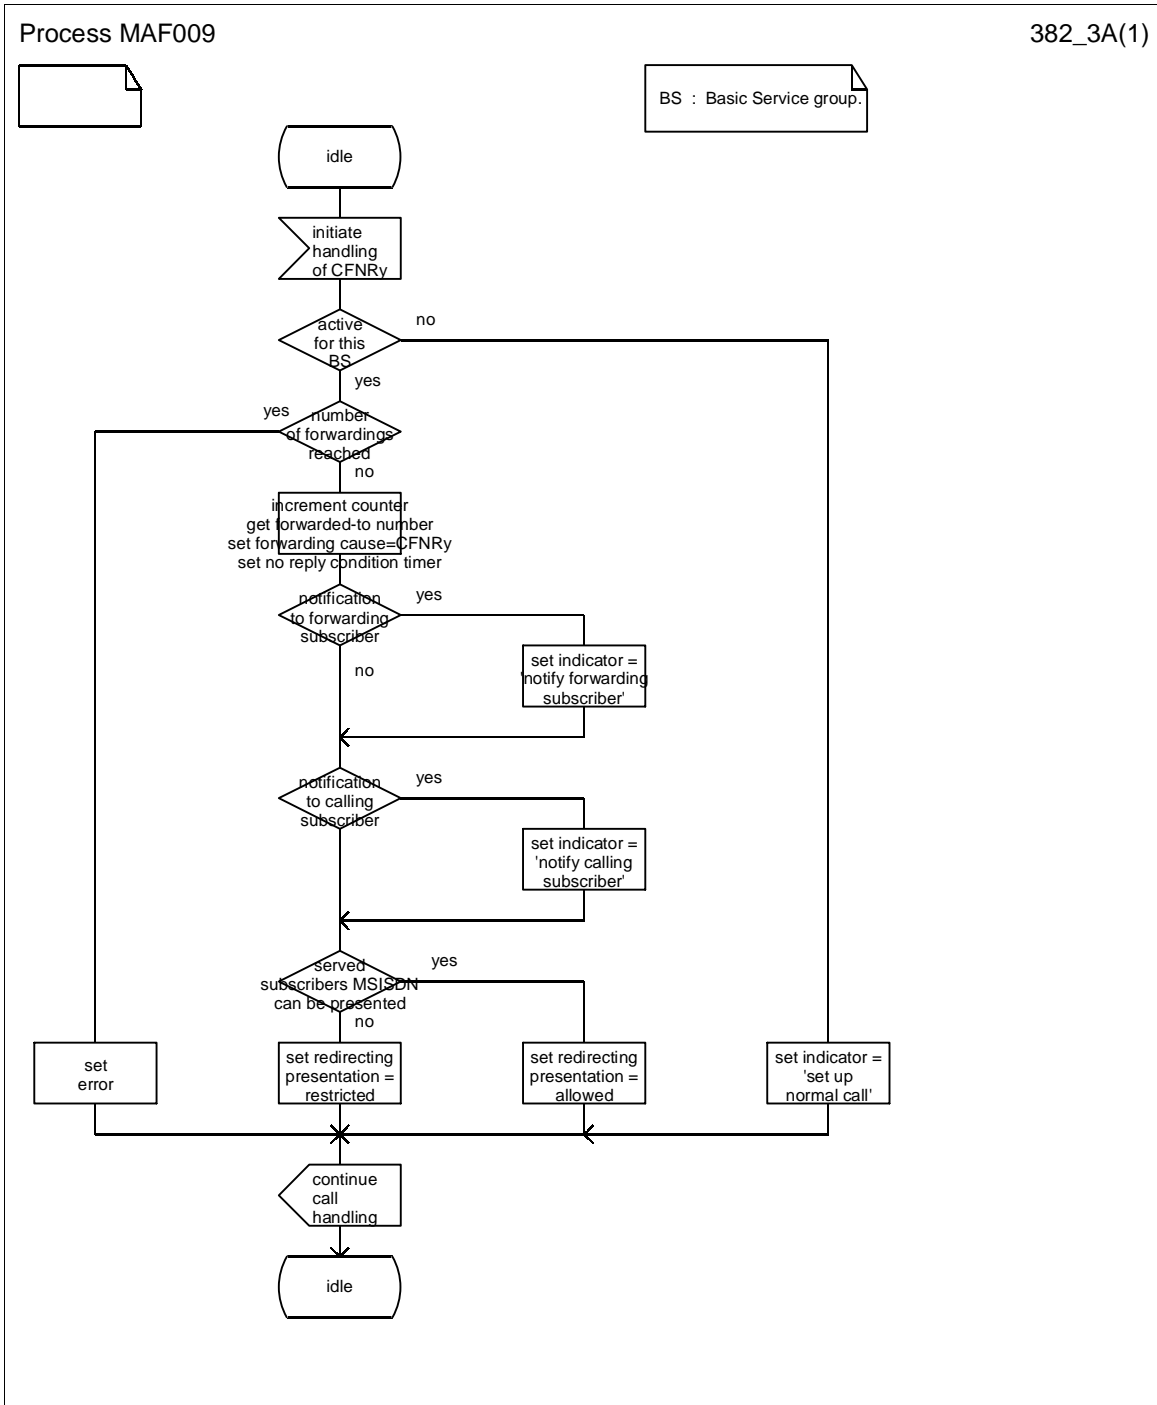 Process MAF009
382_3A(1)
BS : Basic Service group.
idle
initiate
handling
of CFNRy
active
for this
BS
no
yes
yes
number
of forwardings
reached
no
increment counter
get forwarded-to number
set forwarding cause=CFNRy
set no reply condition timer
notification
to forwarding
subscriber
yes
no
set indicator =
'notify forwarding
subscriber'
notification
to calling
subscriber
yes
set indicator =
'notify calling
subscriber'
served
subscribers MSISDN
can be presented
yes
no
set
error
set redirecting
presentation =
restricted
set redirecting
presentation =
allowed
set indicator =
'set up
normal call'
continue
call
handling
idle